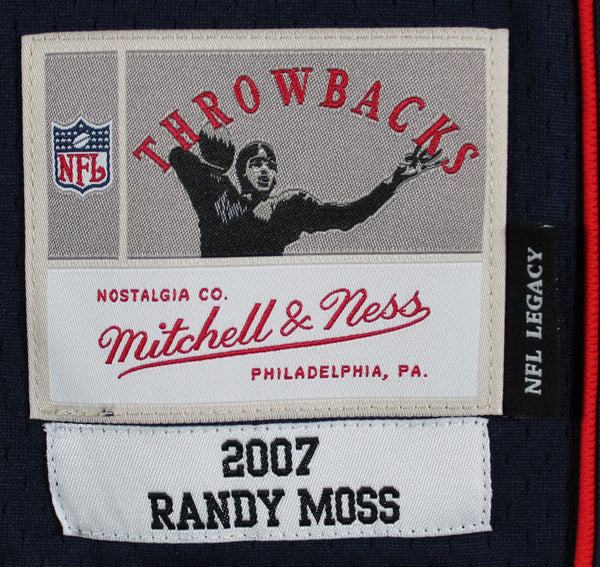 THROWBACKS
NFL
NOSTALGIA CO.
Mitchell & Ness
PHILADELPHIA, PA.
NFL LEGACY
2007
RANDY MOSS